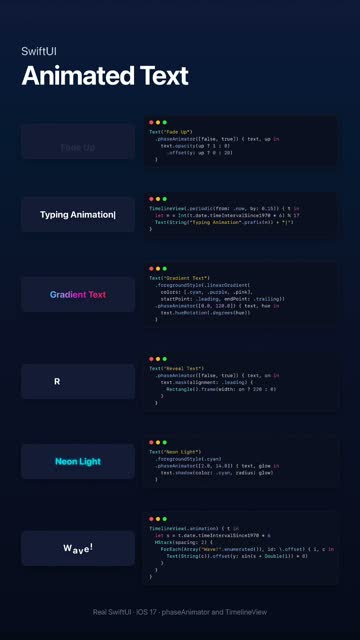 SwiftUI
Animated Text
Fade Up
Text("Fade Up")
.phaseAnimator([false, true]) { text, up in
text.opacity(up ? 1 : 0)
.offset(y: up ? 0 : 20)
}
Typing Animation|
TimelineView(.periodic(from: .now, by: 0.15)) { t in
let n = Int(t.date.timeIntervalSince1970 * 6) % 17
Text(String("Typing Animation".prefix(n)) + "|")
}
Gradient Text
Text("Gradient Text")
.foregroundStyle(.linearGradient(
colors: [.cyan, .purple, .pink],
startPoint: .leading, endPoint: .trailing))
.phaseAnimator([0.0, 120.0]) { text, hue in
text.hueRotation(.degrees(hue))
}
R
Text("Reveal Text")
.phaseAnimator([false, true]) { text, on in
text.mask(alignment: .leading) {
Rectangle().frame(width: on ? 220 : 0)
}
}
Neon Light
Text("Neon Light")
.foregroundStyle(.cyan)
.phaseAnimator([2.0, 14.0]) { text, glow in
text.shadow(color: .cyan, radius: glow)
}
Wave!
TimelineView(.animation) { t in
let s = t.date.timeIntervalSince1970 * 6
HStack(spacing: 2) {
ForEach(Array("Wave!".enumerated()), id: \.offset) { i, c in
Text(String(c)).offset(y: sin(s + Double(i)) * 8)
}
}
}
Real SwiftUI · iOS 17 · phaseAnimator and TimelineView